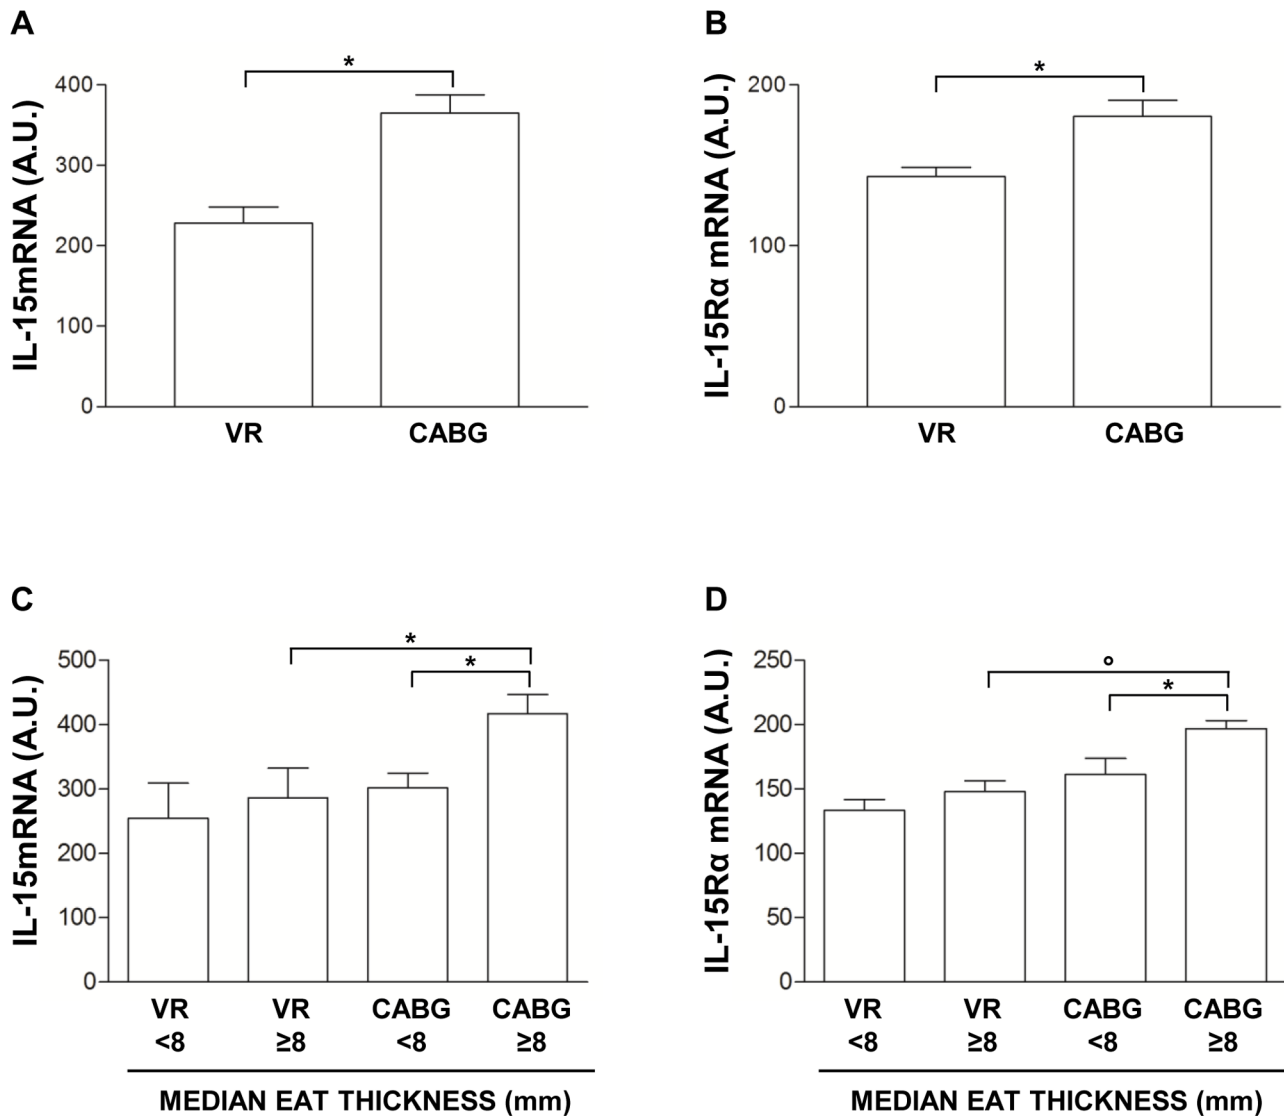 A
IL-15mRNA (A.U.)
400
300
200
100
0
*
VR CABG
B
IL-15Rα mRNA (A.U.)
200
100
0
*
VR CABG
C
IL-15mRNA (A.U.)
500
400
300
200
100
0
*
*
VR VR CABG CABG
<8 ≥8 <8 ≥8
MEDIAN EAT THICKNESS (mm)
D
IL-15Rα mRNA (A.U.)
250
200
150
100
50
0
°
*
VR VR CABG CABG
<8 ≥8 <8 ≥8
MEDIAN EAT THICKNESS (mm)